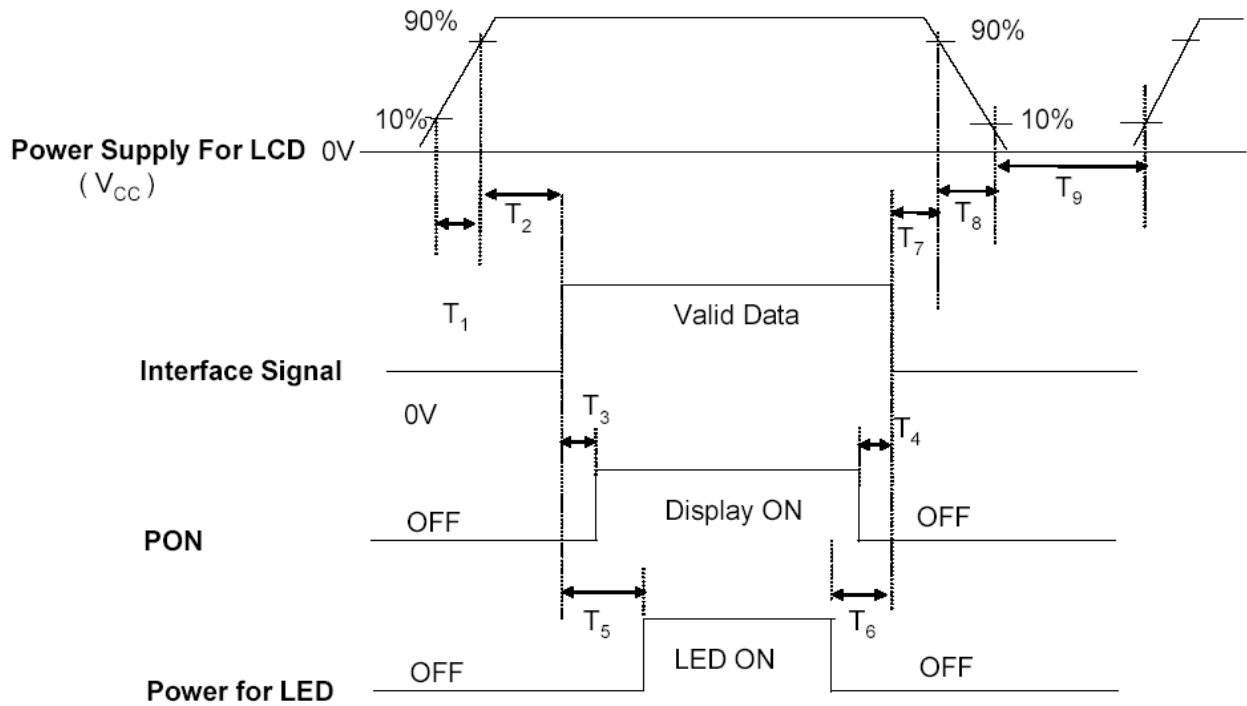 90%
90%
10%
10%
Power Supply For LCD 0V
( VCC )
T2
T7
T8
T9
T1
Valid Data
Interface Signal
0V
T3
T4
OFF
Display ON
OFF
PON
T5
T6
OFF
LED ON
OFF
Power for LED